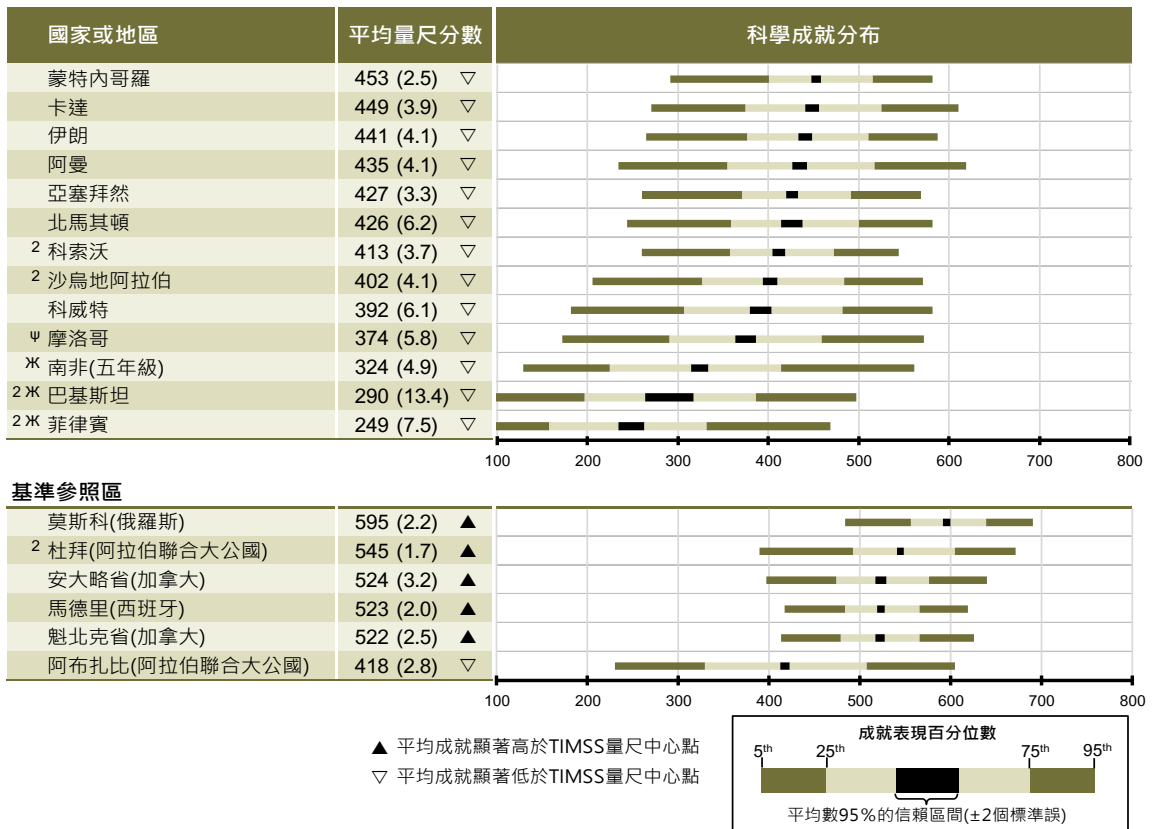 國家或地區 平均量尺分數 科學成就分布
蒙特內哥羅 453 (2.5) ▽
卡達 449 (3.9) ▽
伊朗 441 (4.1) ▽
阿曼 435 (4.1) ▽
亞塞拜然 427 (3.3) ▽
北馬其頓 426 (6.2) ▽
2 科索沃 413 (3.7) ▽
2 沙烏地阿拉伯 402 (4.1) ▽
科威特 392 (6.1) ▽
Ψ 摩洛哥 374 (5.8) ▽
Ж 南非(五年級) 324 (4.9) ▽
2 Ж 巴基斯坦 290 (13.4) ▽
2 Ж 菲律賓 249 (7.5) ▽
100 200 300 400 500 600 700 800
基準參照區
莫斯科(俄羅斯) 595 (2.2) ▲
2 杜拜(阿拉伯聯合大公國) 545 (1.7) ▲
安大略省(加拿大) 524 (3.2) ▲
馬德里(西班牙) 523 (2.0) ▲
魁北克省(加拿大) 522 (2.5) ▲
阿布扎比(阿拉伯聯合大公國) 418 (2.8) ▽
100 200 300 400 500 600 700 800
▲ 平均成就顯著高於TIMSS量尺中心點
▽ 平均成就顯著低於TIMSS量尺中心點
成就表現百分位數
5th 25th 75th 95th
平均數95%的信賴區間(±2個標準誤)